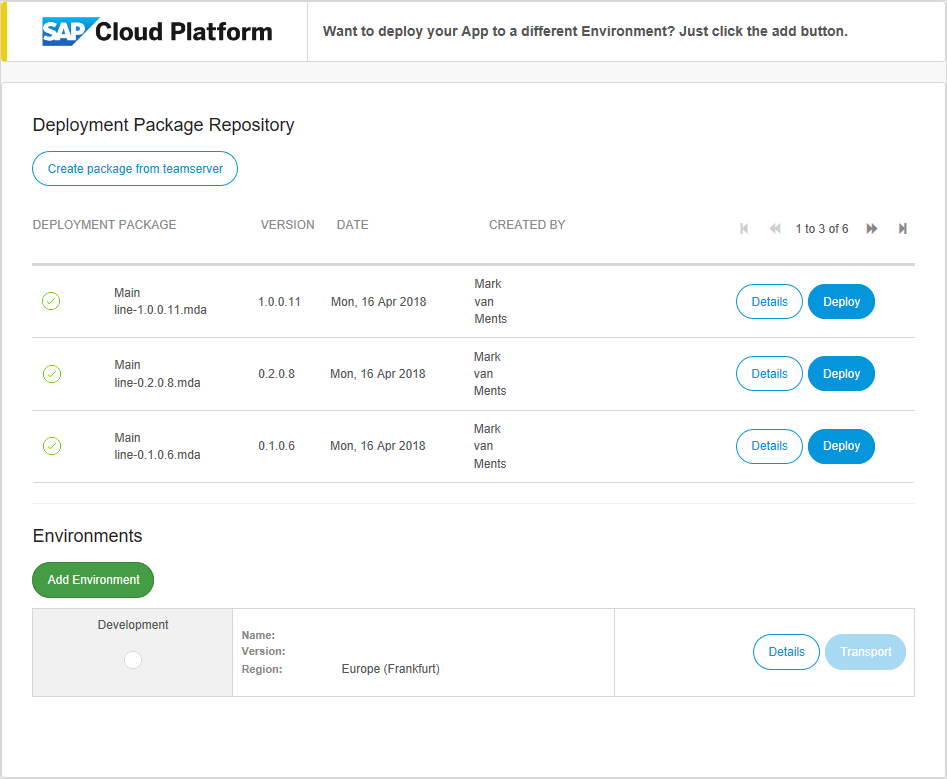 SAP Cloud Platform
Want to deploy your App to a different Environment? Just click the add button.
Deployment Package Repository
Create package from teamserver
DEPLOYMENT PACKAGE VERSION DATE CREATED BY 1 to 3 of 6
Main
line-1.0.0.11.mda
1.0.0.11
Mon, 16 Apr 2018
Mark
van
Ments
Details
Deploy
Main
line-0.2.0.8.mda
0.2.0.8
Mon, 16 Apr 2018
Mark
van
Ments
Details
Deploy
Main
line-0.1.0.6.mda
0.1.0.6
Mon, 16 Apr 2018
Mark
van
Ments
Details
Deploy
Environments
Add Environment
Development
Name:
Version:
Region: Europe (Frankfurt)
Details
Transport